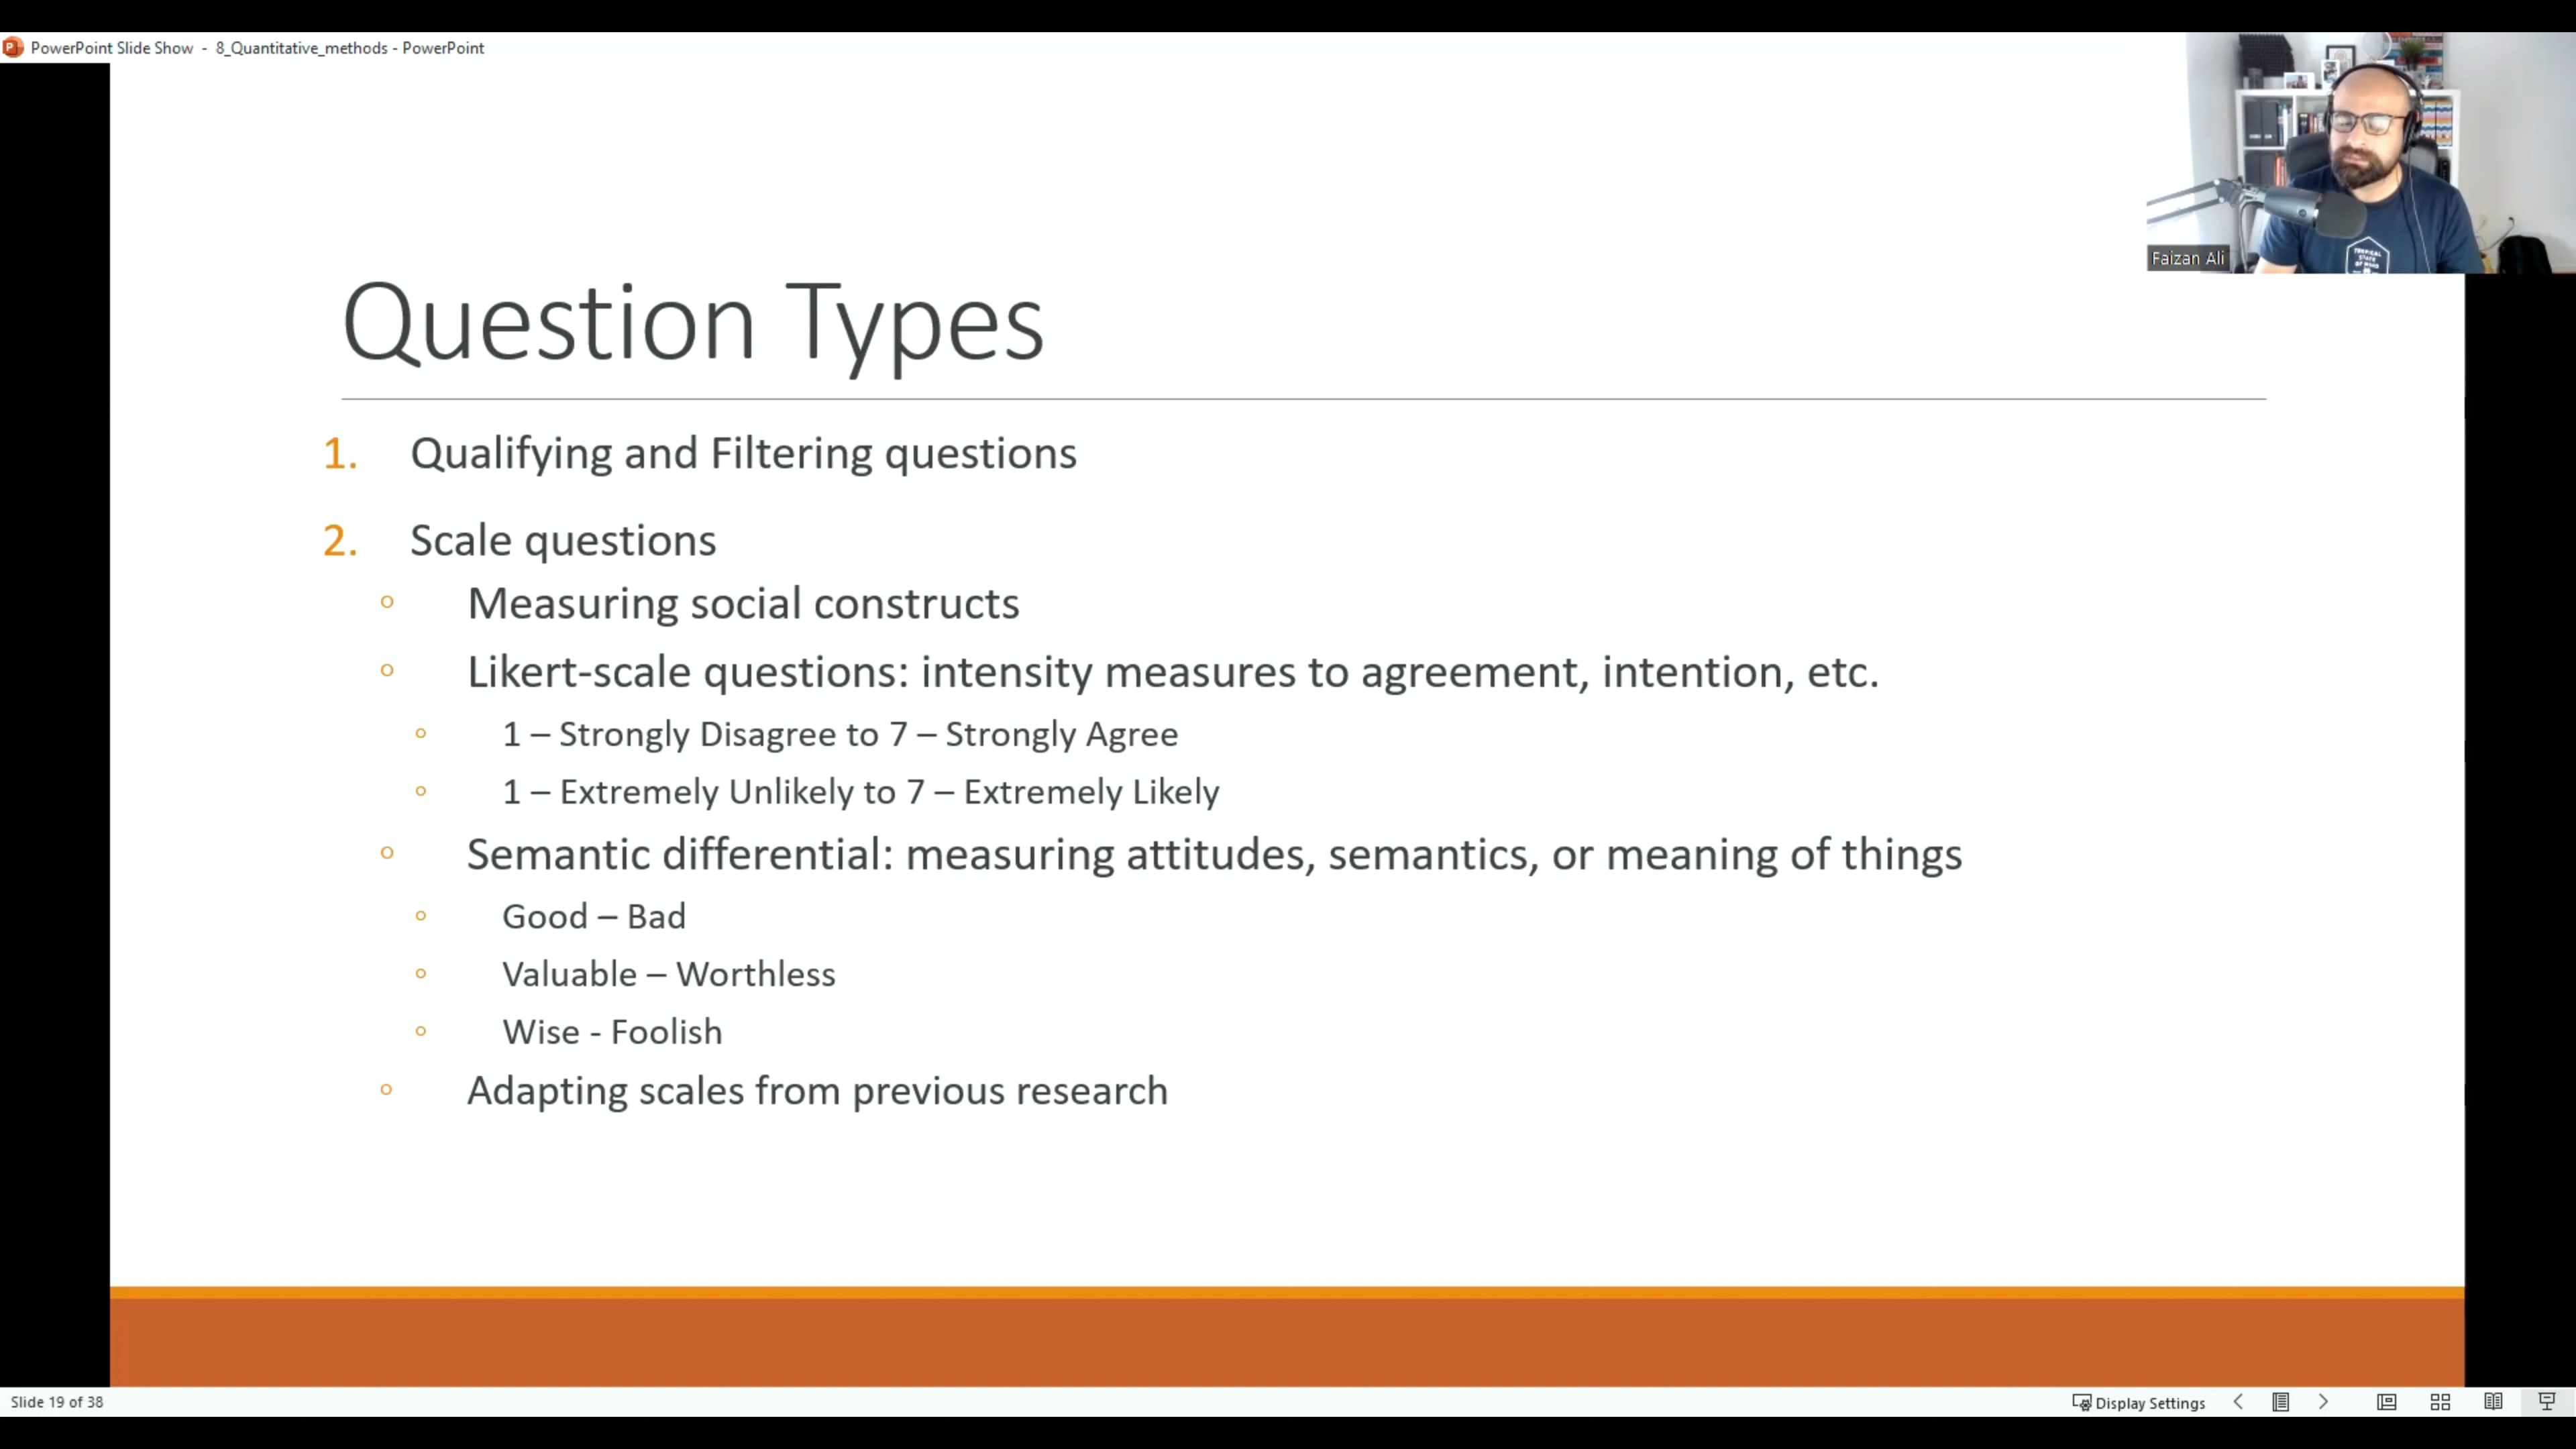 PowerPoint Slide Show - 8_Quantitative_methods - PowerPoint
Faizan Ali
Question Types
1. Qualifying and Filtering questions
2. Scale questions
Measuring social constructs
Likert-scale questions: intensity measures to agreement, intention, etc.
1 – Strongly Disagree to 7 – Strongly Agree
1 – Extremely Unlikely to 7 – Extremely Likely
Semantic differential: measuring attitudes, semantics, or meaning of things
Good – Bad
Valuable – Worthless
Wise - Foolish
Adapting scales from previous research
Slide 19 of 38
Display Settings